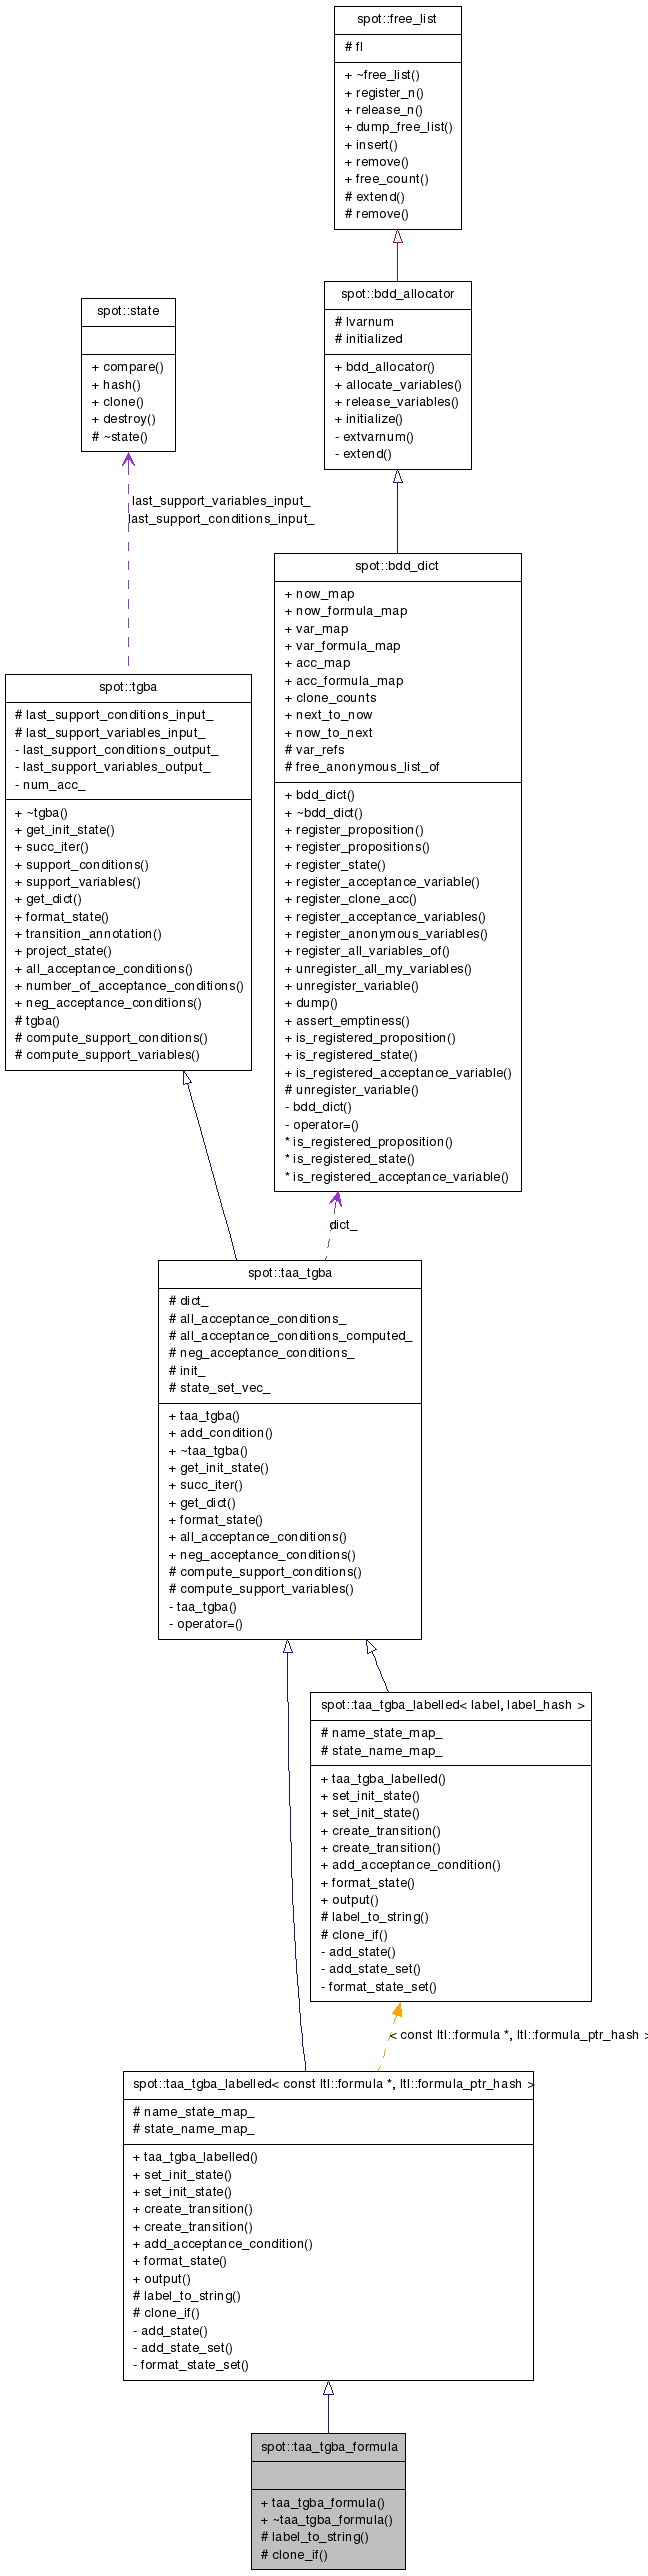 spot::free_list
# fl
+ ~free_list()
+ register_n()
+ release_n()
+ dump_free_list()
+ insert()
+ remove()
+ free_count()
# extend()
# remove()
spot::state
+ compare()
+ hash()
+ clone()
+ destroy()
# ~state()
spot::bdd_allocator
# lvarnum
# initialized
+ bdd_allocator()
+ allocate_variables()
+ release_variables()
+ initialize()
- extvarnum()
- extend()
last_support_variables_input_
last_support_conditions_input_
spot::bdd_dict
+ now_map
+ now_formula_map
+ var_map
+ var_formula_map
+ acc_map
+ acc_formula_map
+ clone_counts
+ next_to_now
+ now_to_next
# var_refs
# free_anonymous_list_of
+ bdd_dict()
+ ~bdd_dict()
+ register_proposition()
+ register_propositions()
+ register_state()
+ register_acceptance_variable()
+ register_clone_acc()
+ register_acceptance_variables()
+ register_anonymous_variables()
+ register_all_variables_of()
+ unregister_all_my_variables()
+ unregister_variable()
+ dump()
+ assert_emptiness()
+ is_registered_proposition()
+ is_registered_state()
+ is_registered_acceptance_variable()
# unregister_variable()
- bdd_dict()
- operator=()
* is_registered_proposition()
* is_registered_state()
* is_registered_acceptance_variable()
spot::tgba
# last_support_conditions_input_
# last_support_variables_input_
- last_support_conditions_output_
- last_support_variables_output_
- num_acc_
+ ~tgba()
+ get_init_state()
+ succ_iter()
+ support_conditions()
+ support_variables()
+ get_dict()
+ format_state()
+ transition_annotation()
+ project_state()
+ all_acceptance_conditions()
+ number_of_acceptance_conditions()
+ neg_acceptance_conditions()
# tgba()
# compute_support_conditions()
# compute_support_variables()
dict_
spot::taa_tgba
# dict_
# all_acceptance_conditions_
# all_acceptance_conditions_computed_
# neg_acceptance_conditions_
# init_
# state_set_vec_
+ taa_tgba()
+ add_condition()
+ ~taa_tgba()
+ get_init_state()
+ succ_iter()
+ get_dict()
+ format_state()
+ all_acceptance_conditions()
+ neg_acceptance_conditions()
# compute_support_conditions()
# compute_support_variables()
- taa_tgba()
- operator=()
spot::taa_tgba_labelled< label, label_hash >
# name_state_map_
# state_name_map_
+ taa_tgba_labelled()
+ set_init_state()
+ set_init_state()
+ create_transition()
+ create_transition()
+ add_acceptance_condition()
+ format_state()
+ output()
# label_to_string()
# clone_if()
- add_state()
- add_state_set()
- format_state_set()
< const ltl::formula *, ltl::formula_ptr_hash >
spot::taa_tgba_labelled< const ltl::formula *, ltl::formula_ptr_hash >
# name_state_map_
# state_name_map_
+ taa_tgba_labelled()
+ set_init_state()
+ set_init_state()
+ create_transition()
+ create_transition()
+ add_acceptance_condition()
+ format_state()
+ output()
# label_to_string()
# clone_if()
- add_state()
- add_state_set()
- format_state_set()
spot::taa_tgba_formula
+ taa_tgba_formula()
+ ~taa_tgba_formula()
# label_to_string()
# clone_if()